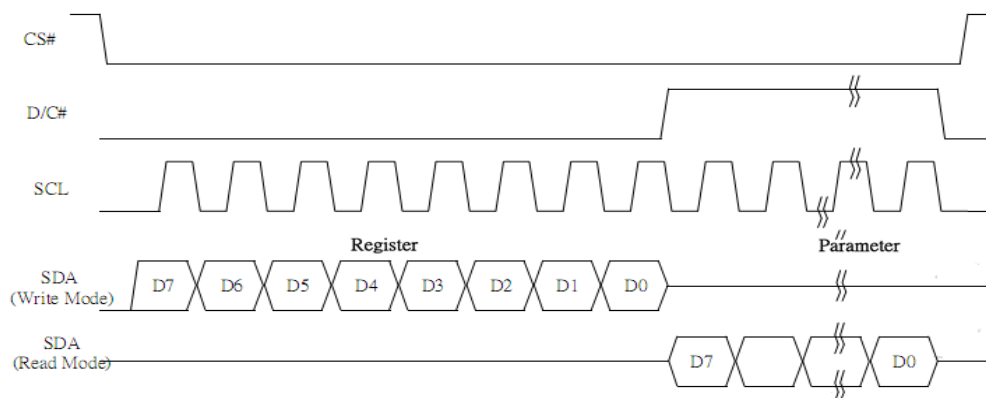 CS#
D/C#
SCL
Register Parameter
SDA
(Write Mode)
D7 D6 D5 D4 D3 D2 D1 D0
SDA
(Read Mode)
D7 D0